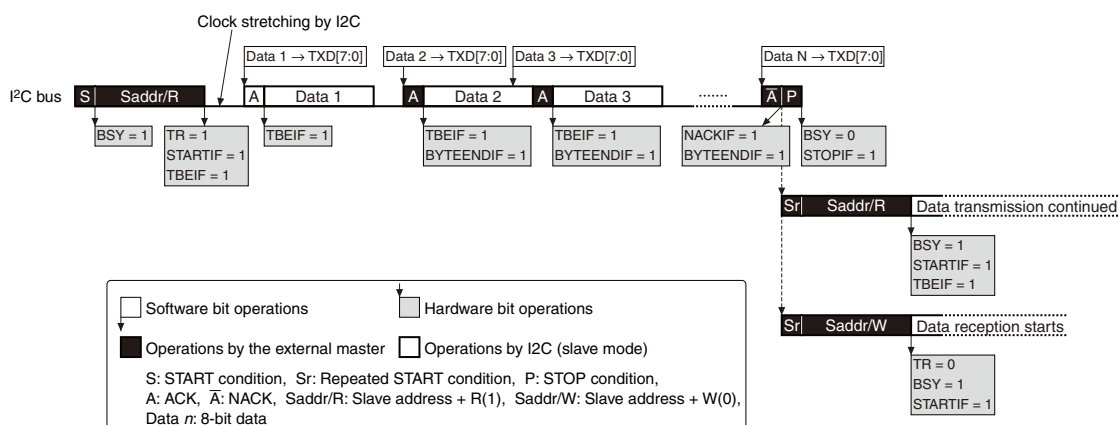 Clock stretching by I2C
Data 1 → TXD[7:0]
Data 2 → TXD[7:0]
Data 3 → TXD[7:0]
Data N → TXD[7:0]
I²C bus
S
Saddr/R
A
Data 1
A
Data 2
A
Data 3
........
A̅
P
BSY = 1
TR = 1
STARTIF = 1
TBEIF = 1
TBEIF = 1
TBEIF = 1
BYTEENDIF = 1
TBEIF = 1
BYTEENDIF = 1
NACKIF = 1
BYTEENDIF = 1
BSY = 0
STOPIF = 1
Sr
Saddr/R
Data transmission continued
BSY = 1
STARTIF = 1
TBEIF = 1
Sr
Saddr/W
Data reception starts
TR = 0
BSY = 1
STARTIF = 1
Software bit operations
Hardware bit operations
Operations by the external master
Operations by I2C (slave mode)
S: START condition, Sr: Repeated START condition, P: STOP condition,
A: ACK, A̅: NACK, Saddr/R: Slave address + R(1), Saddr/W: Slave address + W(0),
Data n: 8-bit data